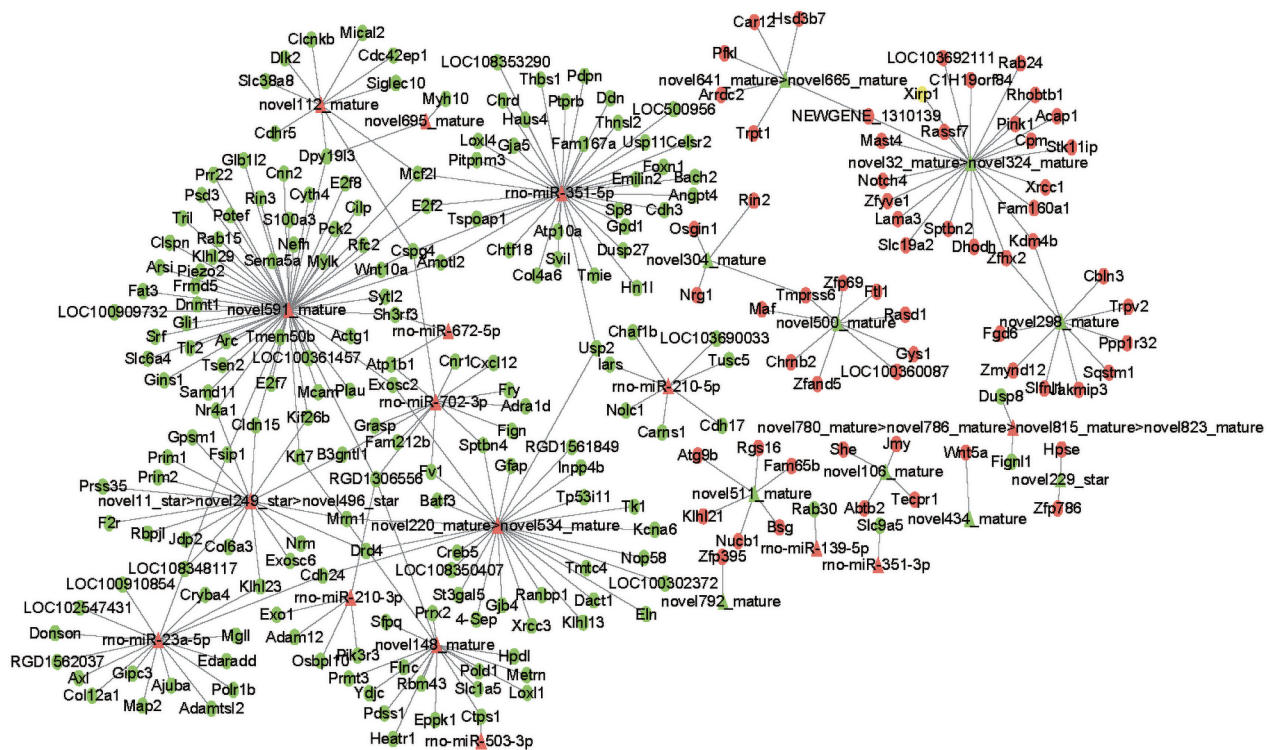 Clcnkb
Mical2
Dlk2
Cdc42ep1
Slc38a8
Siglec10
novel112_mature
Myh10
novel695_mature
Cdhr5
Dpy19l3
Mcf2l
E2f2
LOC108353290
Thbs1
Pdpn
Chrd
Ptprb
Ddn
LOC500956
Haus4
Thnsl2
Loxl4
Gja5
Fam167a
Usp11
Celsr2
Pitpnm3
Foxn1
Emilin2
Bach2
rno-miR-351-5p
Angpt4
Sp8
Cdh3
Tspoap1
Gpd1
Atp10a
Chtf18
Svil
Dusp27
Col4a6
Tmie
Hn1l
Car12
Hsd3b7
Pfkl
novel641_mature>novel665_mature
Arrdc2
Trpt1
NEWGENE_1310139
LOC103692111
Rab24
C1H19orf84
Xirp1
Rhobtb1
Pink1
Acap1
Rassf7
Mast4
Cpm
Stk11ip
novel32_mature>novel324_mature
Notch4
Xrcc1
Zfyve1
Fam160a1
Lama3
Sptbn2
Slc19a2
Dhodh
Kdm4b
Zfhx2
Glb1l2
Cnn2
E2f8
Prr22
Rin3
Cyth4
Psd3
Cilp
Tril
Potef
S100a3
Pck2
Clspn
Rab15
Nefh
Rfc2
Cspg4
Klhl29
Sema5a
Mylk
Wnt10a
Amotl2
Arsi
Piezo2
Fat3
Frmd5
Sytl2
LOC100909732
Dnmt1
novel591_mature
Sh3rf3
Srf
Gli1
Arc
Tmem50b
Actg1
rno-miR-672-5p
Slc6a4
Tlr2
Tsen2
LOC100361457
Atp1b1
Gins1
Samd11
E2f7
Mcam
Plau
Exosc2
Nr4a1
Kif26b
Cldn15
Rin2
Osgin1
novel304_mature
Nrg1
Tmprss6
Zfp69
Ftl1
Maf
novel500_mature
Rasd1
Chrnb2
Gys1
Zfand5
LOC100360087
Cbln3
Trpv2
Fgd6
novel298_mature
Ppp1r32
Zmynd12
Sqstm1
Slfnl1
Jakmip3
Chaf1b
LOC103690033
Usp2
Iars
Tusc5
rno-miR-210-5p
Nolc1
Carns1
Cdh17
Cnr1
Cxcl12
Fry
rno-miR-702-3p
Adra1d
Grasp
Fign
Fam212b
Sptbn4
Gpsm1
Fsip1
Krt7
B3gntl1
RGD1561849
Prim1
RGD1306556
Fv1
Gfap
Inpp4b
Prim2
Prss35
Batf3
Tp53i11
novel11_star>novel249_star>novel496_star
Tk1
F2r
Mrm1
novel220_mature>novel534_mature
Kcna6
Rbpjl
Jdp2
Nrm
Col6a3
Exosc6
Drd4
Creb5
Nop58
LOC108348117
Cdh24
LOC108350407
Tmtc4
LOC100302372
LOC100910854
Klhl23
St3gal5
Ranbp1
Dact1
Cryba4
rno-miR-210-3p
Gjb4
Eln
LOC102547431
Exo1
Prrx2
4-Sep
Xrcc3
Klhl13
Donson
rno-miR-23a-5p
Mgll
Adam12
Sfpq
novel148_mature
RGD1562037
Edaradd
Osbpl10
Pik3r3
Hpdl
Axl
Gipc3
Ajuba
Polr1b
Prmt3
Flnc
Pold1
Metrn
Col12a1
Ydjc
Rbm43
Slc1a5
Loxl1
Map2
Adamtsl2
Pdss1
Eppk1
Ctps1
Heatr1
rno-miR-503-3p
Dusp8
novel780_mature>novel786_mature>novel815_mature>novel823_mature
Atg9b
Rgs16
She
Jmy
Wnt5a
Fignl1
Hpse
Fam65b
novel106_mature
novel229_star
novel511_mature
Rab30
Abtb2
Tecpr1
novel434_mature
Zfp786
Klhl21
Bsg
Slc9a5
Nucb1
rno-miR-139-5p
Zfp395
rno-miR-351-3p
novel792_mature